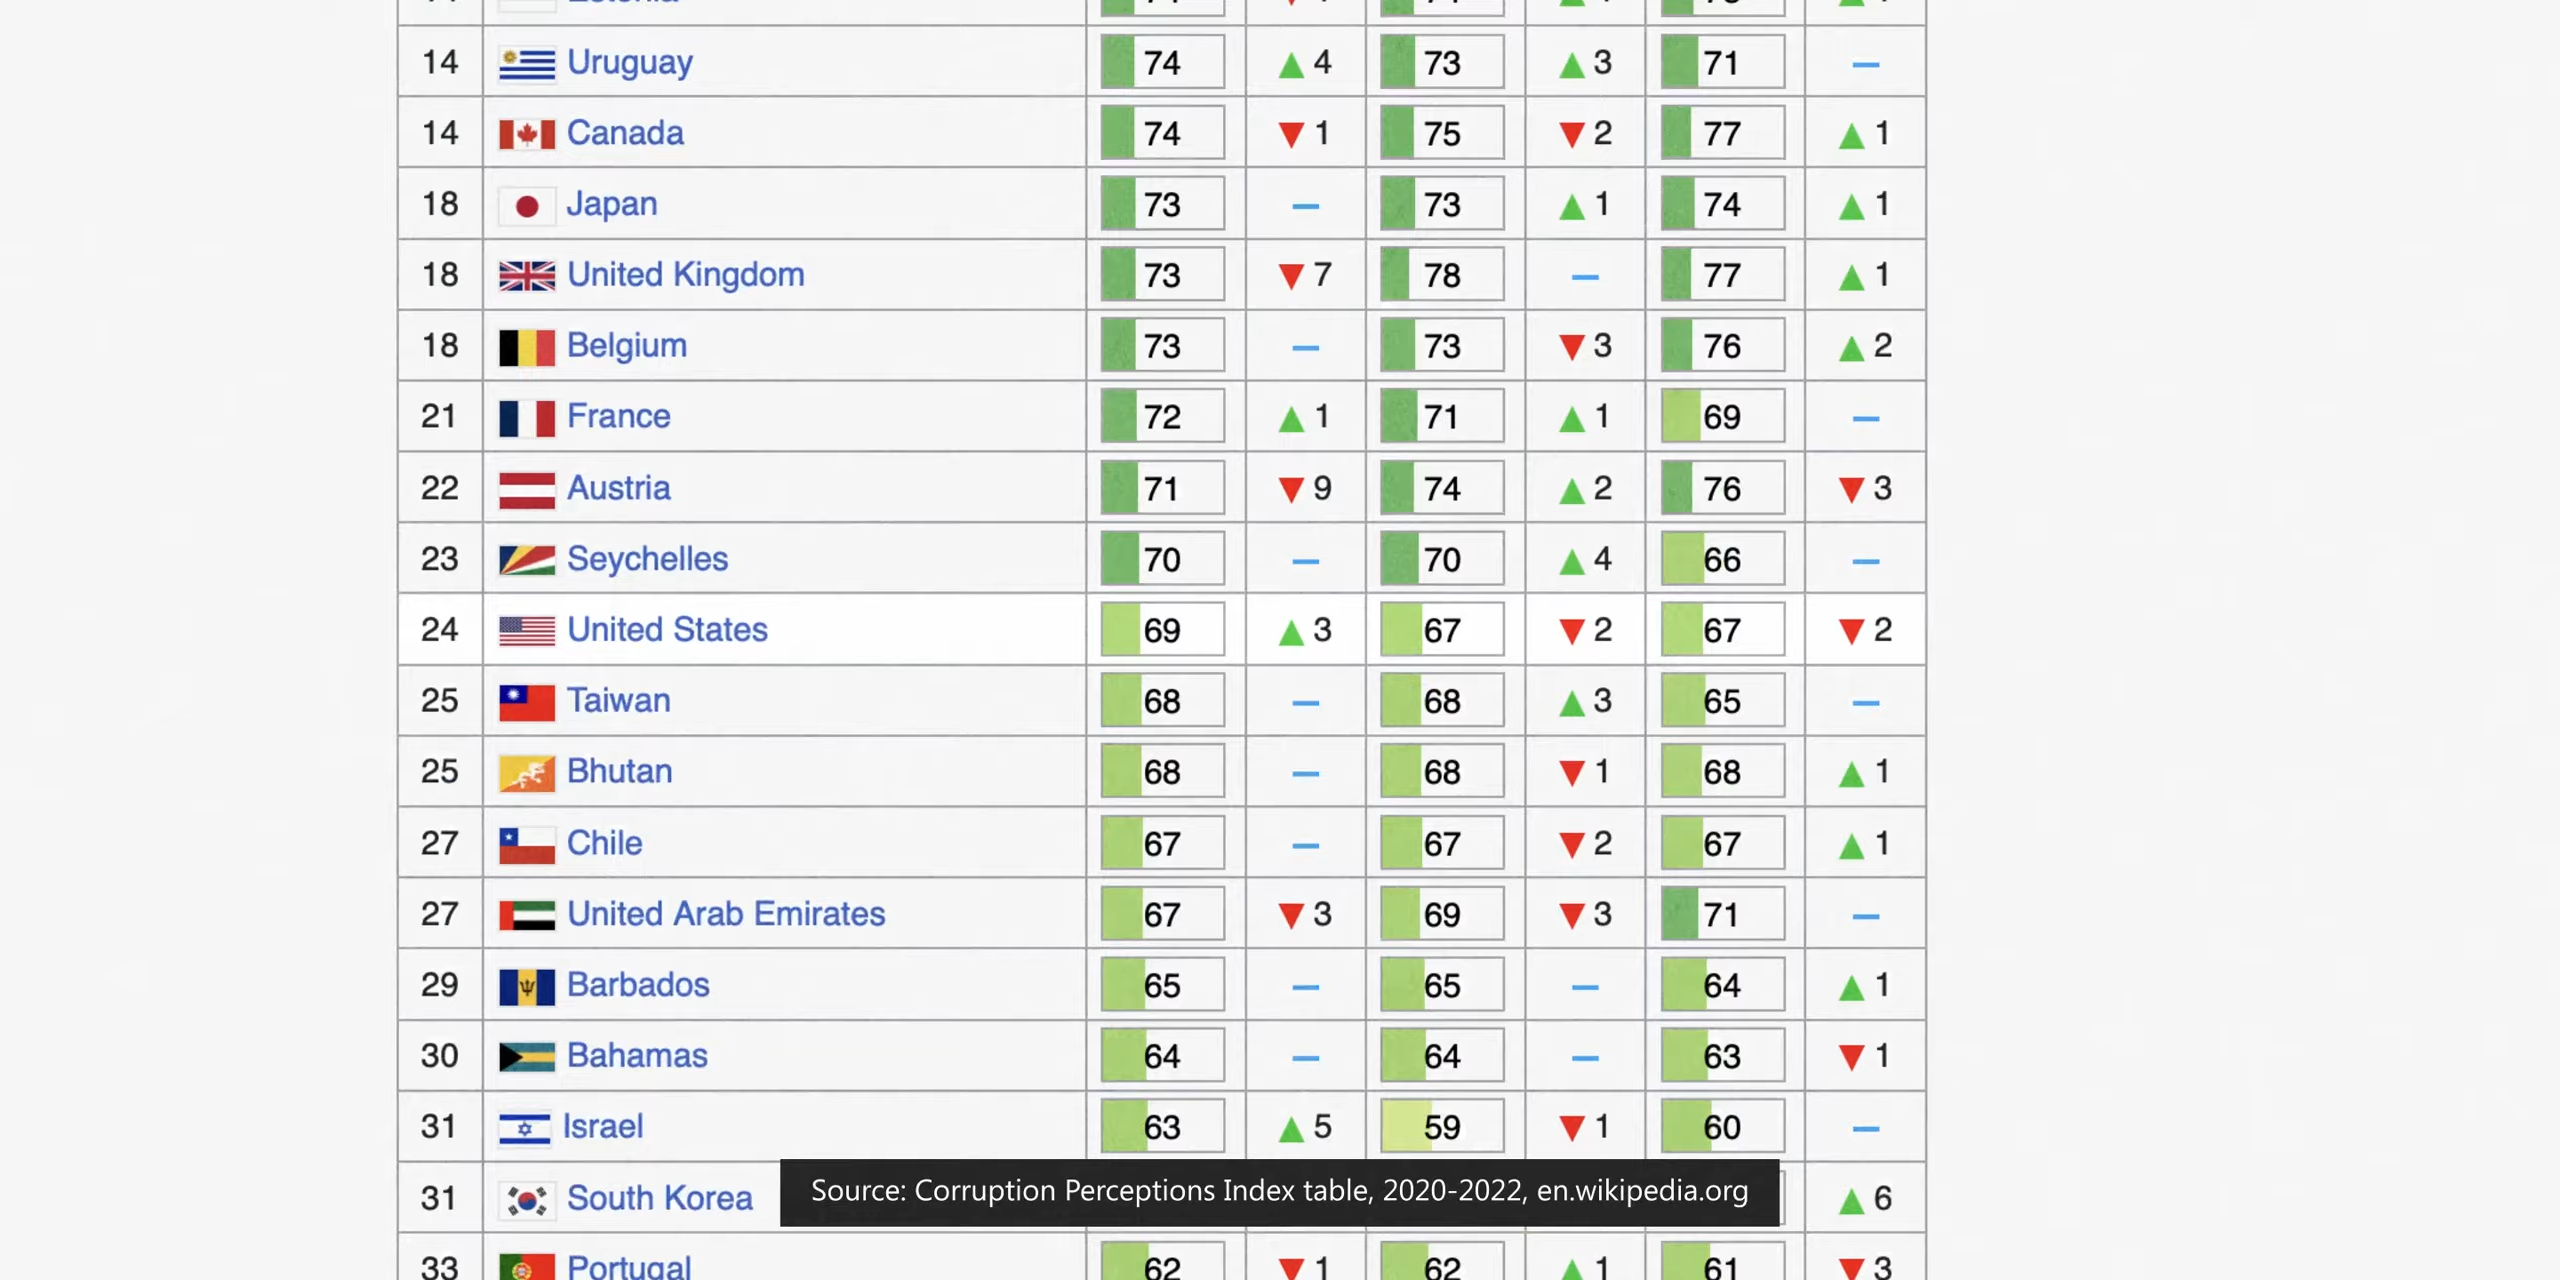 14 Uruguay 74 ▲4 73 ▲3 71 –
14 Canada 74 ▼1 75 ▼2 77 ▲1
18 Japan 73 – 73 ▲1 74 ▲1
18 United Kingdom 73 ▼7 78 – 77 ▲1
18 Belgium 73 – 73 ▼3 76 ▲2
21 France 72 ▲1 71 ▲1 69 –
22 Austria 71 ▼9 74 ▲2 76 ▼3
23 Seychelles 70 – 70 ▲4 66 –
24 United States 69 ▲3 67 ▼2 67 ▼2
25 Taiwan 68 – 68 ▲3 65 –
25 Bhutan 68 – 68 ▼1 68 ▲1
27 Chile 67 – 67 ▼2 67 ▲1
27 United Arab Emirates 67 ▼3 69 ▼3 71 –
29 Barbados 65 – 65 – 64 ▲1
30 Bahamas 64 – 64 – 63 ▼1
31 Israel 63 ▲5 59 ▼1 60 –
31 South Korea ▲6
Source: Corruption Perceptions Index table, 2020-2022, en.wikipedia.org
33 Portugal 62 ▼1 62 ▲1 61 ▼3